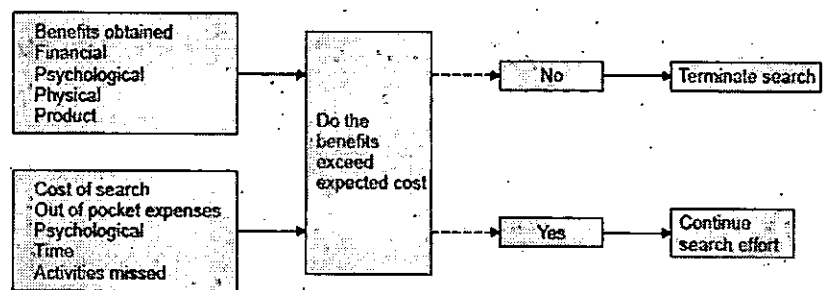 Benefits obtained
Financial
Psychological
Physical
Product
Cost of search
Out of pocket expenses
Psychological
Time
Activities missed
Do the
benefits
exceed
expected cost
No
Terminate search
Yes
Continue
search effort